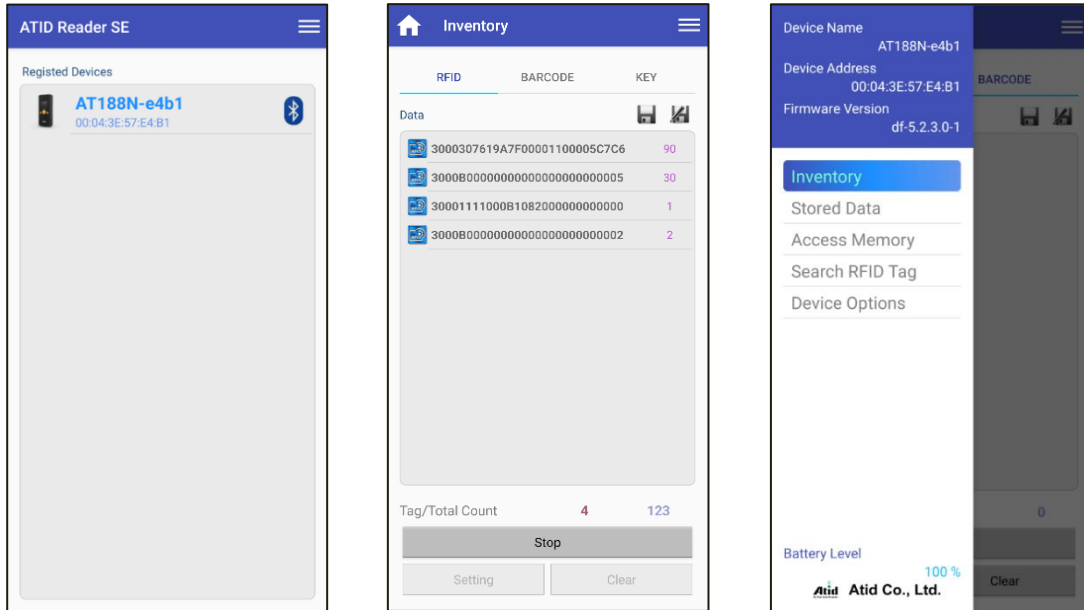 ATID Reader SE
Registed Devices
AT188N-e4b1
00:04:3E:57:E4:B1
Inventory
RFID BARCODE KEY
Data
3000307619A7F00001100005C7C6 90
3000B00000000000000000000005 30
30001111000B1082000000000000 1
3000B00000000000000000000002 2
Tag/Total Count 4 123
Stop
Setting Clear
Device Name
AT188N-e4b1
Device Address
00:04:3E:57:E4:B1
Firmware Version
df-5.2.3.0-1
BARCODE
Inventory
Stored Data
Access Memory
Search RFID Tag
Device Options
0
Battery Level
100 %
Atid Atid Co., Ltd.
Clear